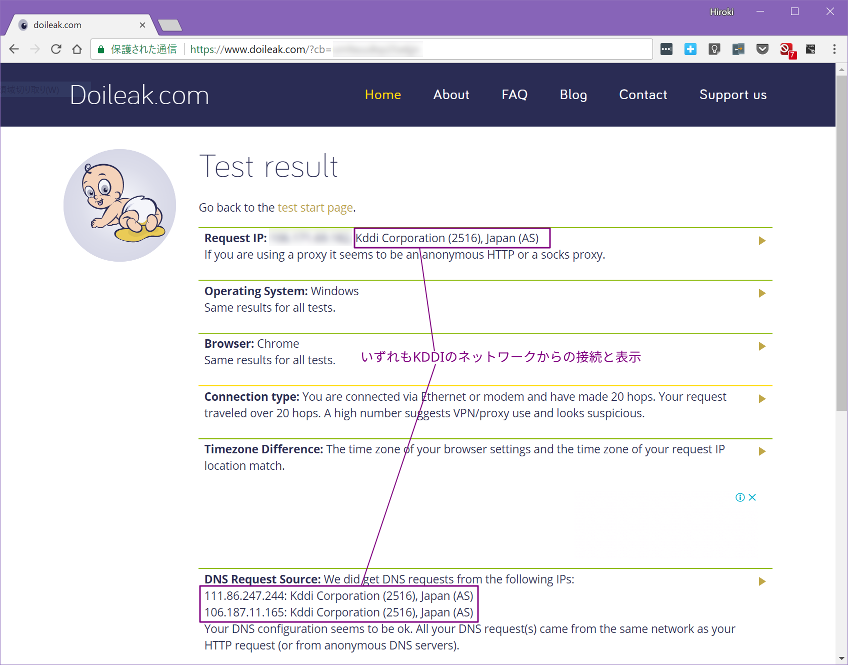 Hiroki
doileak.com
保護された通信 https://www.doileak.com/?cb=
7
Doileak.com
Home About FAQ Blog Contact Support us
Test result
Go back to the test start page.
Request IP: Kddi Corporation (2516), Japan (AS)
If you are using a proxy it seems to be an anonymous HTTP or a socks proxy.
Operating System: Windows
Same results for all tests.
Browser: Chrome
Same results for all tests.
いずれもKDDIのネットワークからの接続と表示
Connection type: You are connected via Ethernet or modem and have made 20 hops. Your request
traveled over 20 hops. A high number suggests VPN/proxy use and looks suspicious.
Timezone Difference: The time zone of your browser settings and the time zone of your request IP
location match.
DNS Request Source: We did get DNS requests from the following IPs:
111.86.247.244: Kddi Corporation (2516), Japan (AS)
106.187.11.165: Kddi Corporation (2516), Japan (AS)
Your DNS configuration seems to be ok. All your DNS request(s) came from the same network as your
HTTP request (or from anonymous DNS servers).